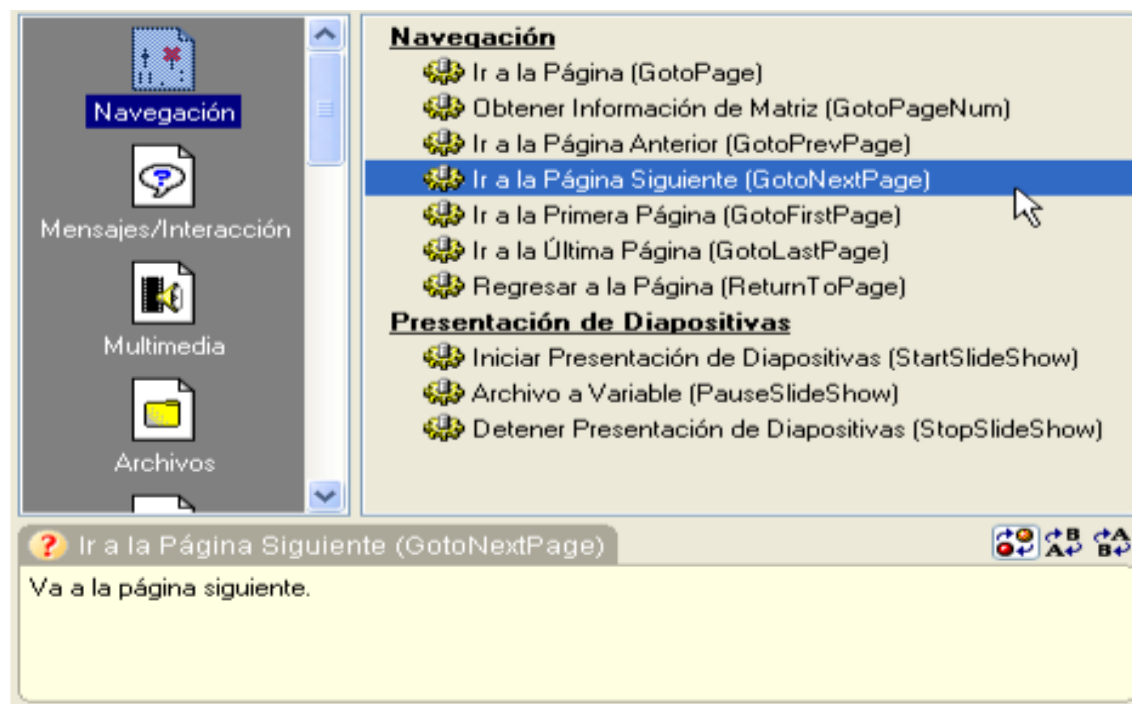 Navegación
Mensajes/Interacción
Multimedia
Archivos
Navegación
Ir a la Página (GotoPage)
Obtener Información de Matriz (GotoPageNum)
Ir a la Página Anterior (GotoPrevPage)
Ir a la Página Siguiente (GotoNextPage)
Ir a la Primera Página (GotoFirstPage)
Ir a la Última Página (GotoLastPage)
Regresar a la Página (ReturnToPage)
Presentación de Diapositivas
Iniciar Presentación de Diapositivas (StartSlideShow)
Archivo a Variable (PauseSlideShow)
Detener Presentación de Diapositivas (StopSlideShow)
? Ir a la Página Siguiente (GotoNextPage)
B A A B
Va a la página siguiente.